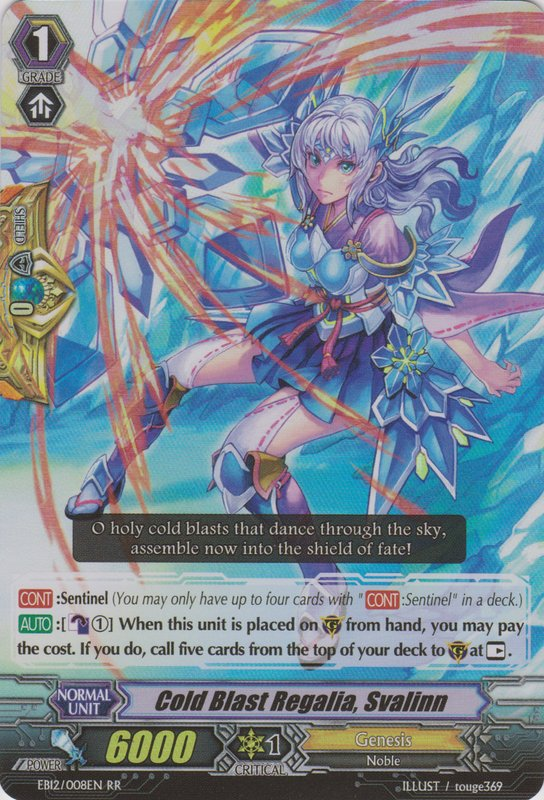 1
GRADE
SHIELD
0
O holy cold blasts that dance through the sky,
assemble now into the shield of fate!
CONT :Sentinel (You may only have up to four cards with " CONT :Sentinel" in a deck.)
AUTO :[ ①] When this unit is placed on G from hand, you may pay
the cost. If you do, call five cards from the top of your deck to G at .
NORMAL
UNIT
Cold Blast Regalia, Svalinn
POWER
6000
1
CRITICAL
Genesis
Noble
EB12/008EN RR
ILLUST / touge369